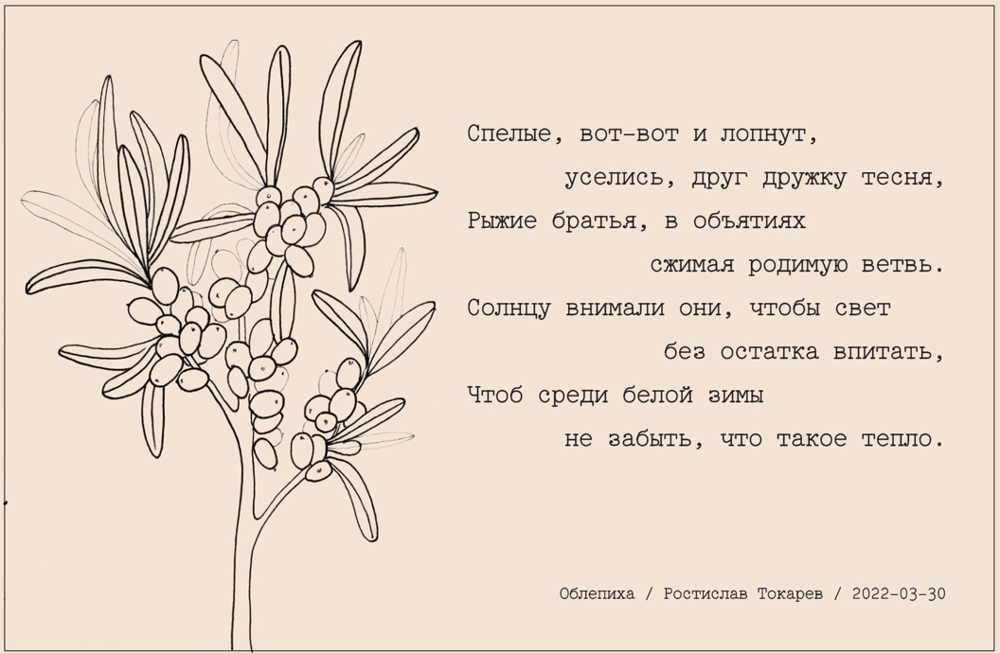 Спелые, вот-вот и лопнут,
уселись, друг дружку тесня,
Рыжие братья, в объятиях
сжимая родимую ветвь.
Солнцу внимали они, чтобы свет
без остатка впитать,
Чтоб среди белой зимы
не забыть, что такое тепло.
Облепиха / Ростислав Токарев / 2022-03-30